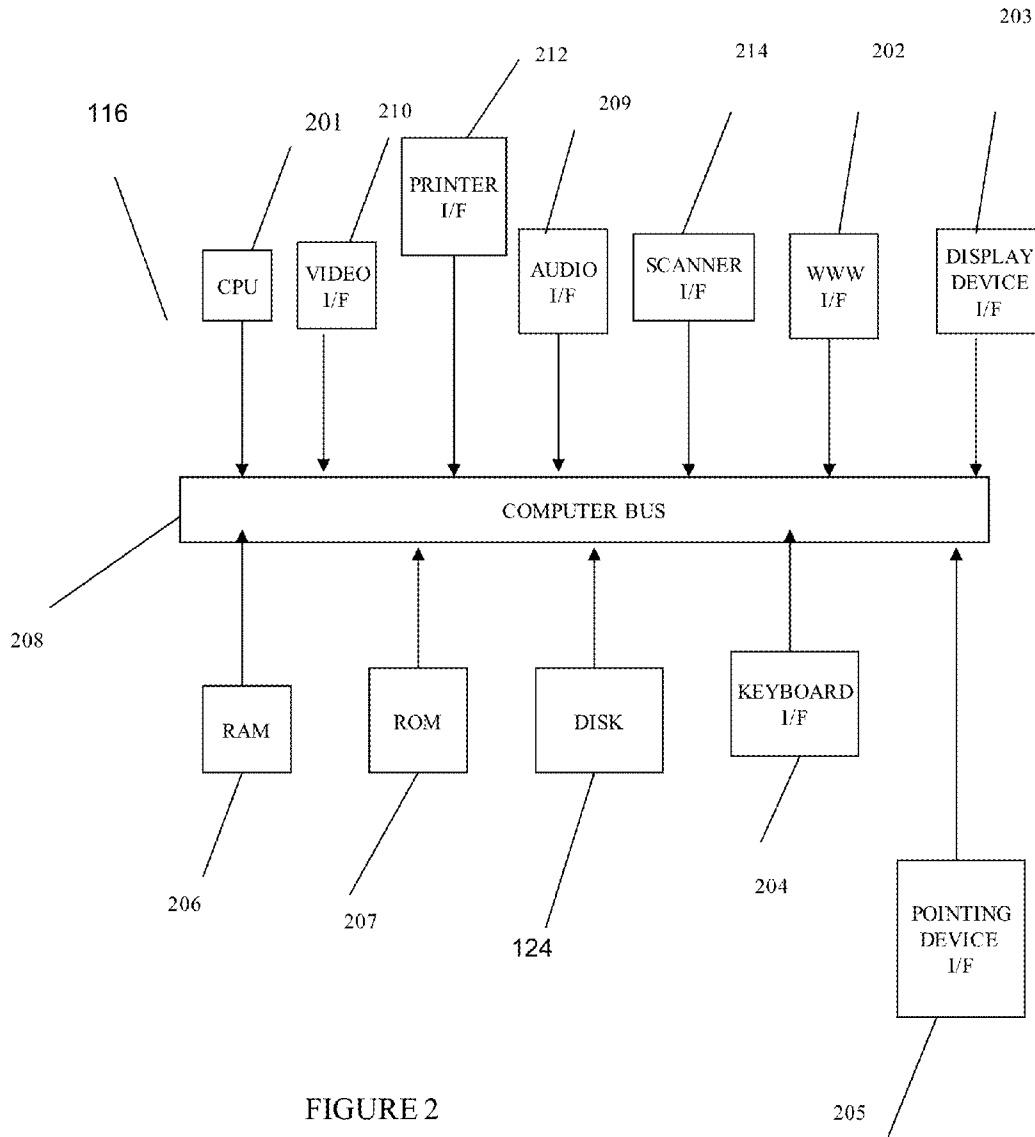 203
212
214
202
209
116
201
210
PRINTER
I/F
CPU
VIDEO
I/F
AUDIO
I/F
SCANNER
I/F
WWW
I/F
DISPLAY
DEVICE
I/F
COMPUTER BUS
208
RAM
ROM
DISK
KEYBOARD
I/F
206
207
124
204
POINTING
DEVICE
I/F
FIGURE 2
205